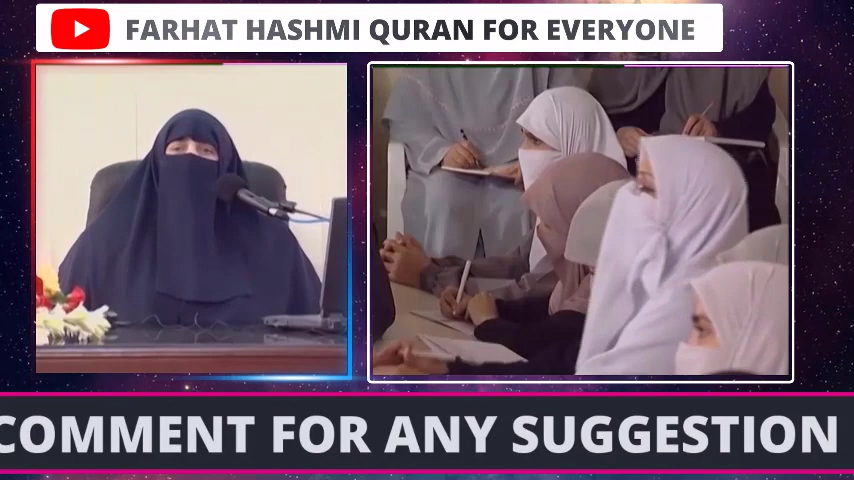 FARHAT HASHMI QURAN FOR EVERYONE
COMMENT FOR ANY SUGGESTION